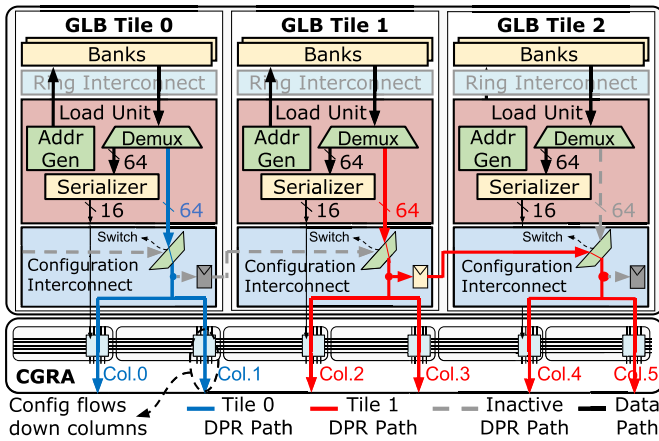 GLB Tile 0
GLB Tile 1
GLB Tile 2
Banks
Banks
Banks
Ring Interconnect
Ring Interconnect
Ring Interconnect
Load Unit
Load Unit
Load Unit
Addr
Gen
Demux
Addr
Gen
Demux
Addr
Gen
Demux
64
64
64
Serializer
Serializer
Serializer
16
64
16
64
16
64
Switch
Switch
Switch
Configuration
Interconnect
Configuration
Interconnect
Configuration
Interconnect
CGRA
Col.0
Col.1
Col.2
Col.3
Col.4
Col.5
Config flows
down columns
Tile 0
DPR Path
Tile 1
DPR Path
Inactive
DPR Path
Data
Path